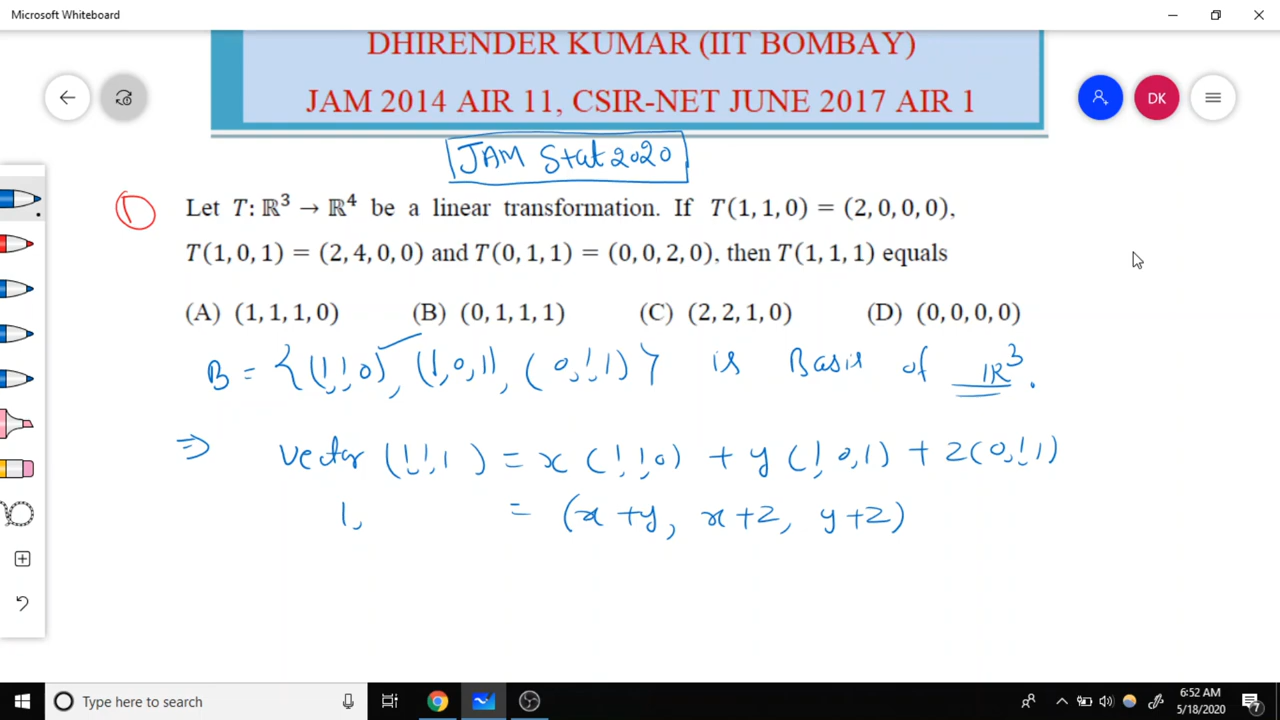 Microsoft Whiteboard
DHIRENDER KUMAR (IIT BOMBAY)
JAM 2014 AIR 11, CSIR-NET JUNE 2017 AIR 1
DK
JAM Stat 2020
1
Let T: ℝ³ → ℝ⁴ be a linear transformation. If T(1, 1, 0) = (2, 0, 0, 0),
T(1, 0, 1) = (2, 4, 0, 0) and T(0, 1, 1) = (0, 0, 2, 0), then T(1, 1, 1) equals
(A) (1, 1, 1, 0) (B) (0, 1, 1, 1) (C) (2, 2, 1, 0) (D) (0, 0, 0, 0)
B = {(1,1,0), (1,0,1), (0,1,1)} is Basis of IR³.
⇒ vector (1,1,1) = x(1,1,0) + y(1,0,1) + z(0,1,1)
1, = (x+y, x+z, y+z)
Type here to search
6:52 AM
5/18/2020
7